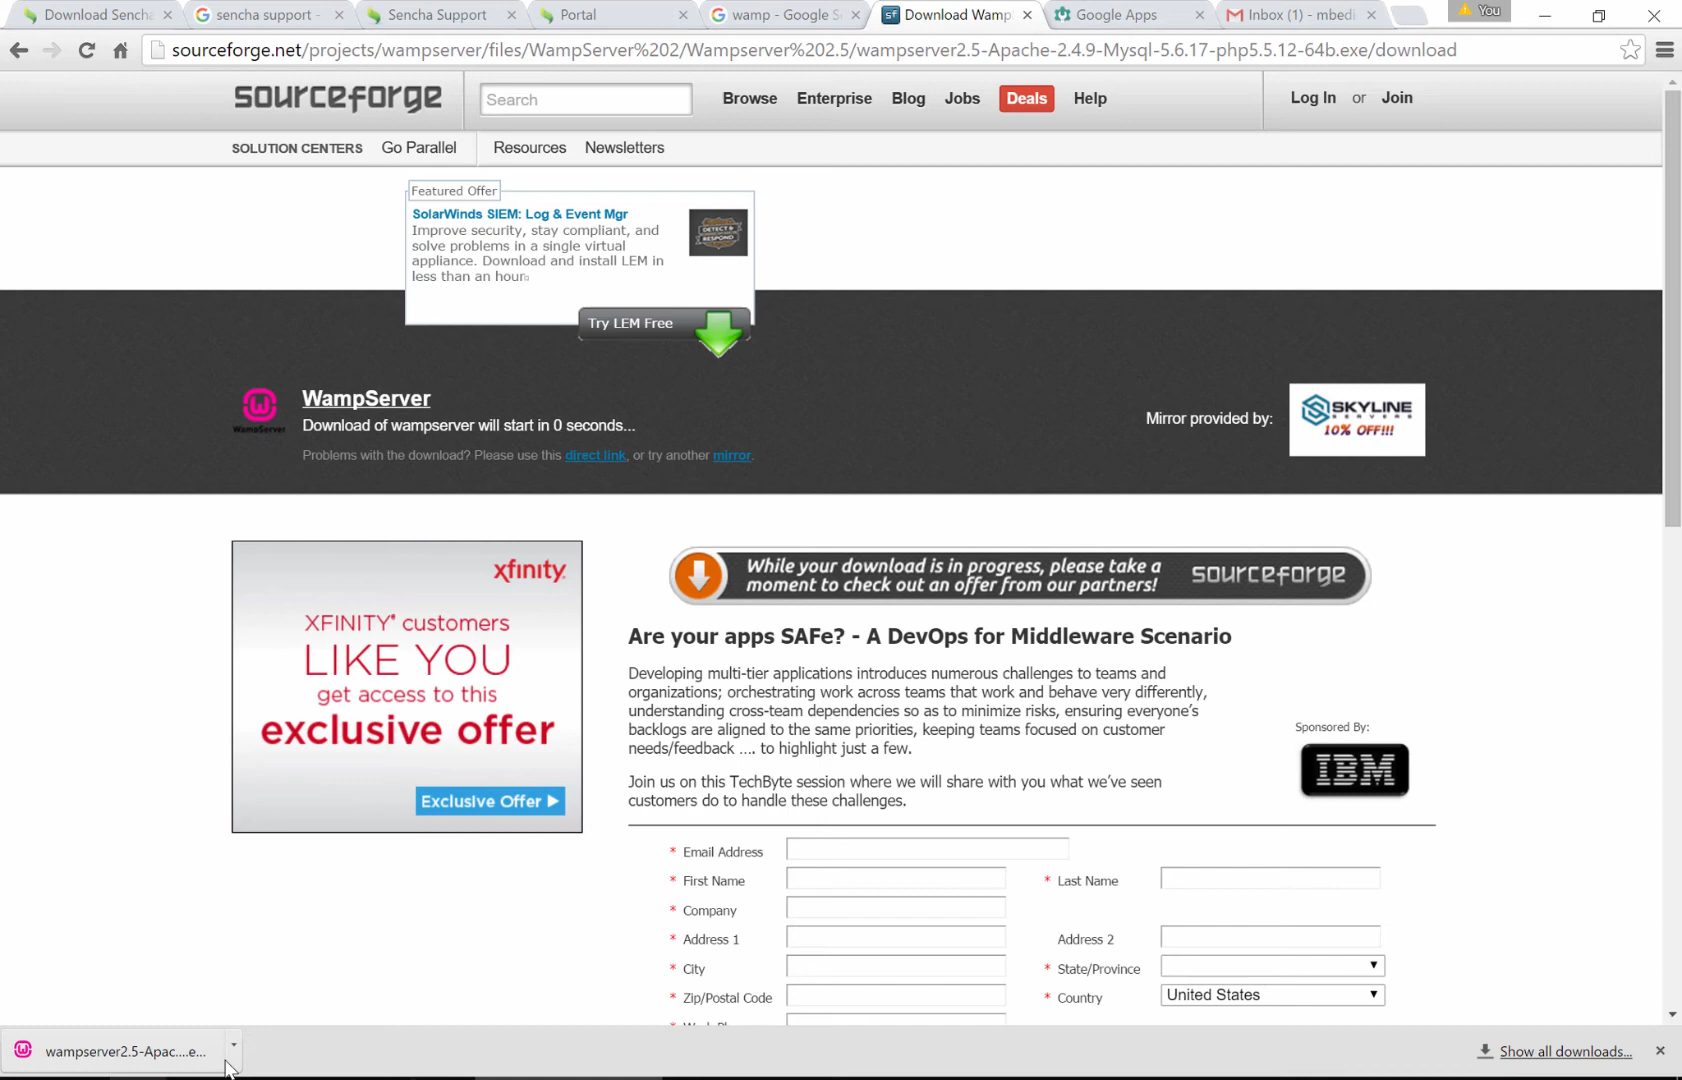 Download Sencha
sencha support -
Sencha Support
Portal
wamp - Google Se
Download Wamp
Google Apps
Inbox (1) - mbedi
You
sourceforge.net/projects/wampserver/files/WampServer%202/Wampserver%202.5/wampserver2.5-Apache-2.4.9-Mysql-5.6.17-php5.5.12-64b.exe/download
sourceforge
Search
Browse Enterprise Blog Jobs Deals Help
Log In or Join
SOLUTION CENTERS Go Parallel Resources Newsletters
Featured Offer
SolarWinds SIEM: Log & Event Mgr
Improve security, stay compliant, and
solve problems in a single virtual
appliance. Download and install LEM in
less than an hour
DETECT &
RESPOND
Try LEM Free
WampServer
WampServer
Download of wampserver will start in 0 seconds...
Problems with the download? Please use this direct link, or try another mirror.
Mirror provided by:
SKYLINE
SERVERS
10% OFF!!!
xfinity
XFINITY® customers
LIKE YOU
get access to this
exclusive offer
Exclusive Offer
While your download is in progress, please take a
moment to check out an offer from our partners!
sourceforge
Are your apps SAFe? - A DevOps for Middleware Scenario
Developing multi-tier applications introduces numerous challenges to teams and
organizations; orchestrating work across teams that work and behave very differently,
understanding cross-team dependencies so as to minimize risks, ensuring everyone's
backlogs are aligned to the same priorities, keeping teams focused on customer
needs/feedback .... to highlight just a few.
Join us on this TechByte session where we will share with you what we've seen
customers do to handle these challenges.
Sponsored By:
IBM
* Email Address
* First Name
* Last Name
* Company
* Address 1
Address 2
* City
* State/Province
* Zip/Postal Code
* Country
United States
wampserver2.5-Apac....e...
Show all downloads...